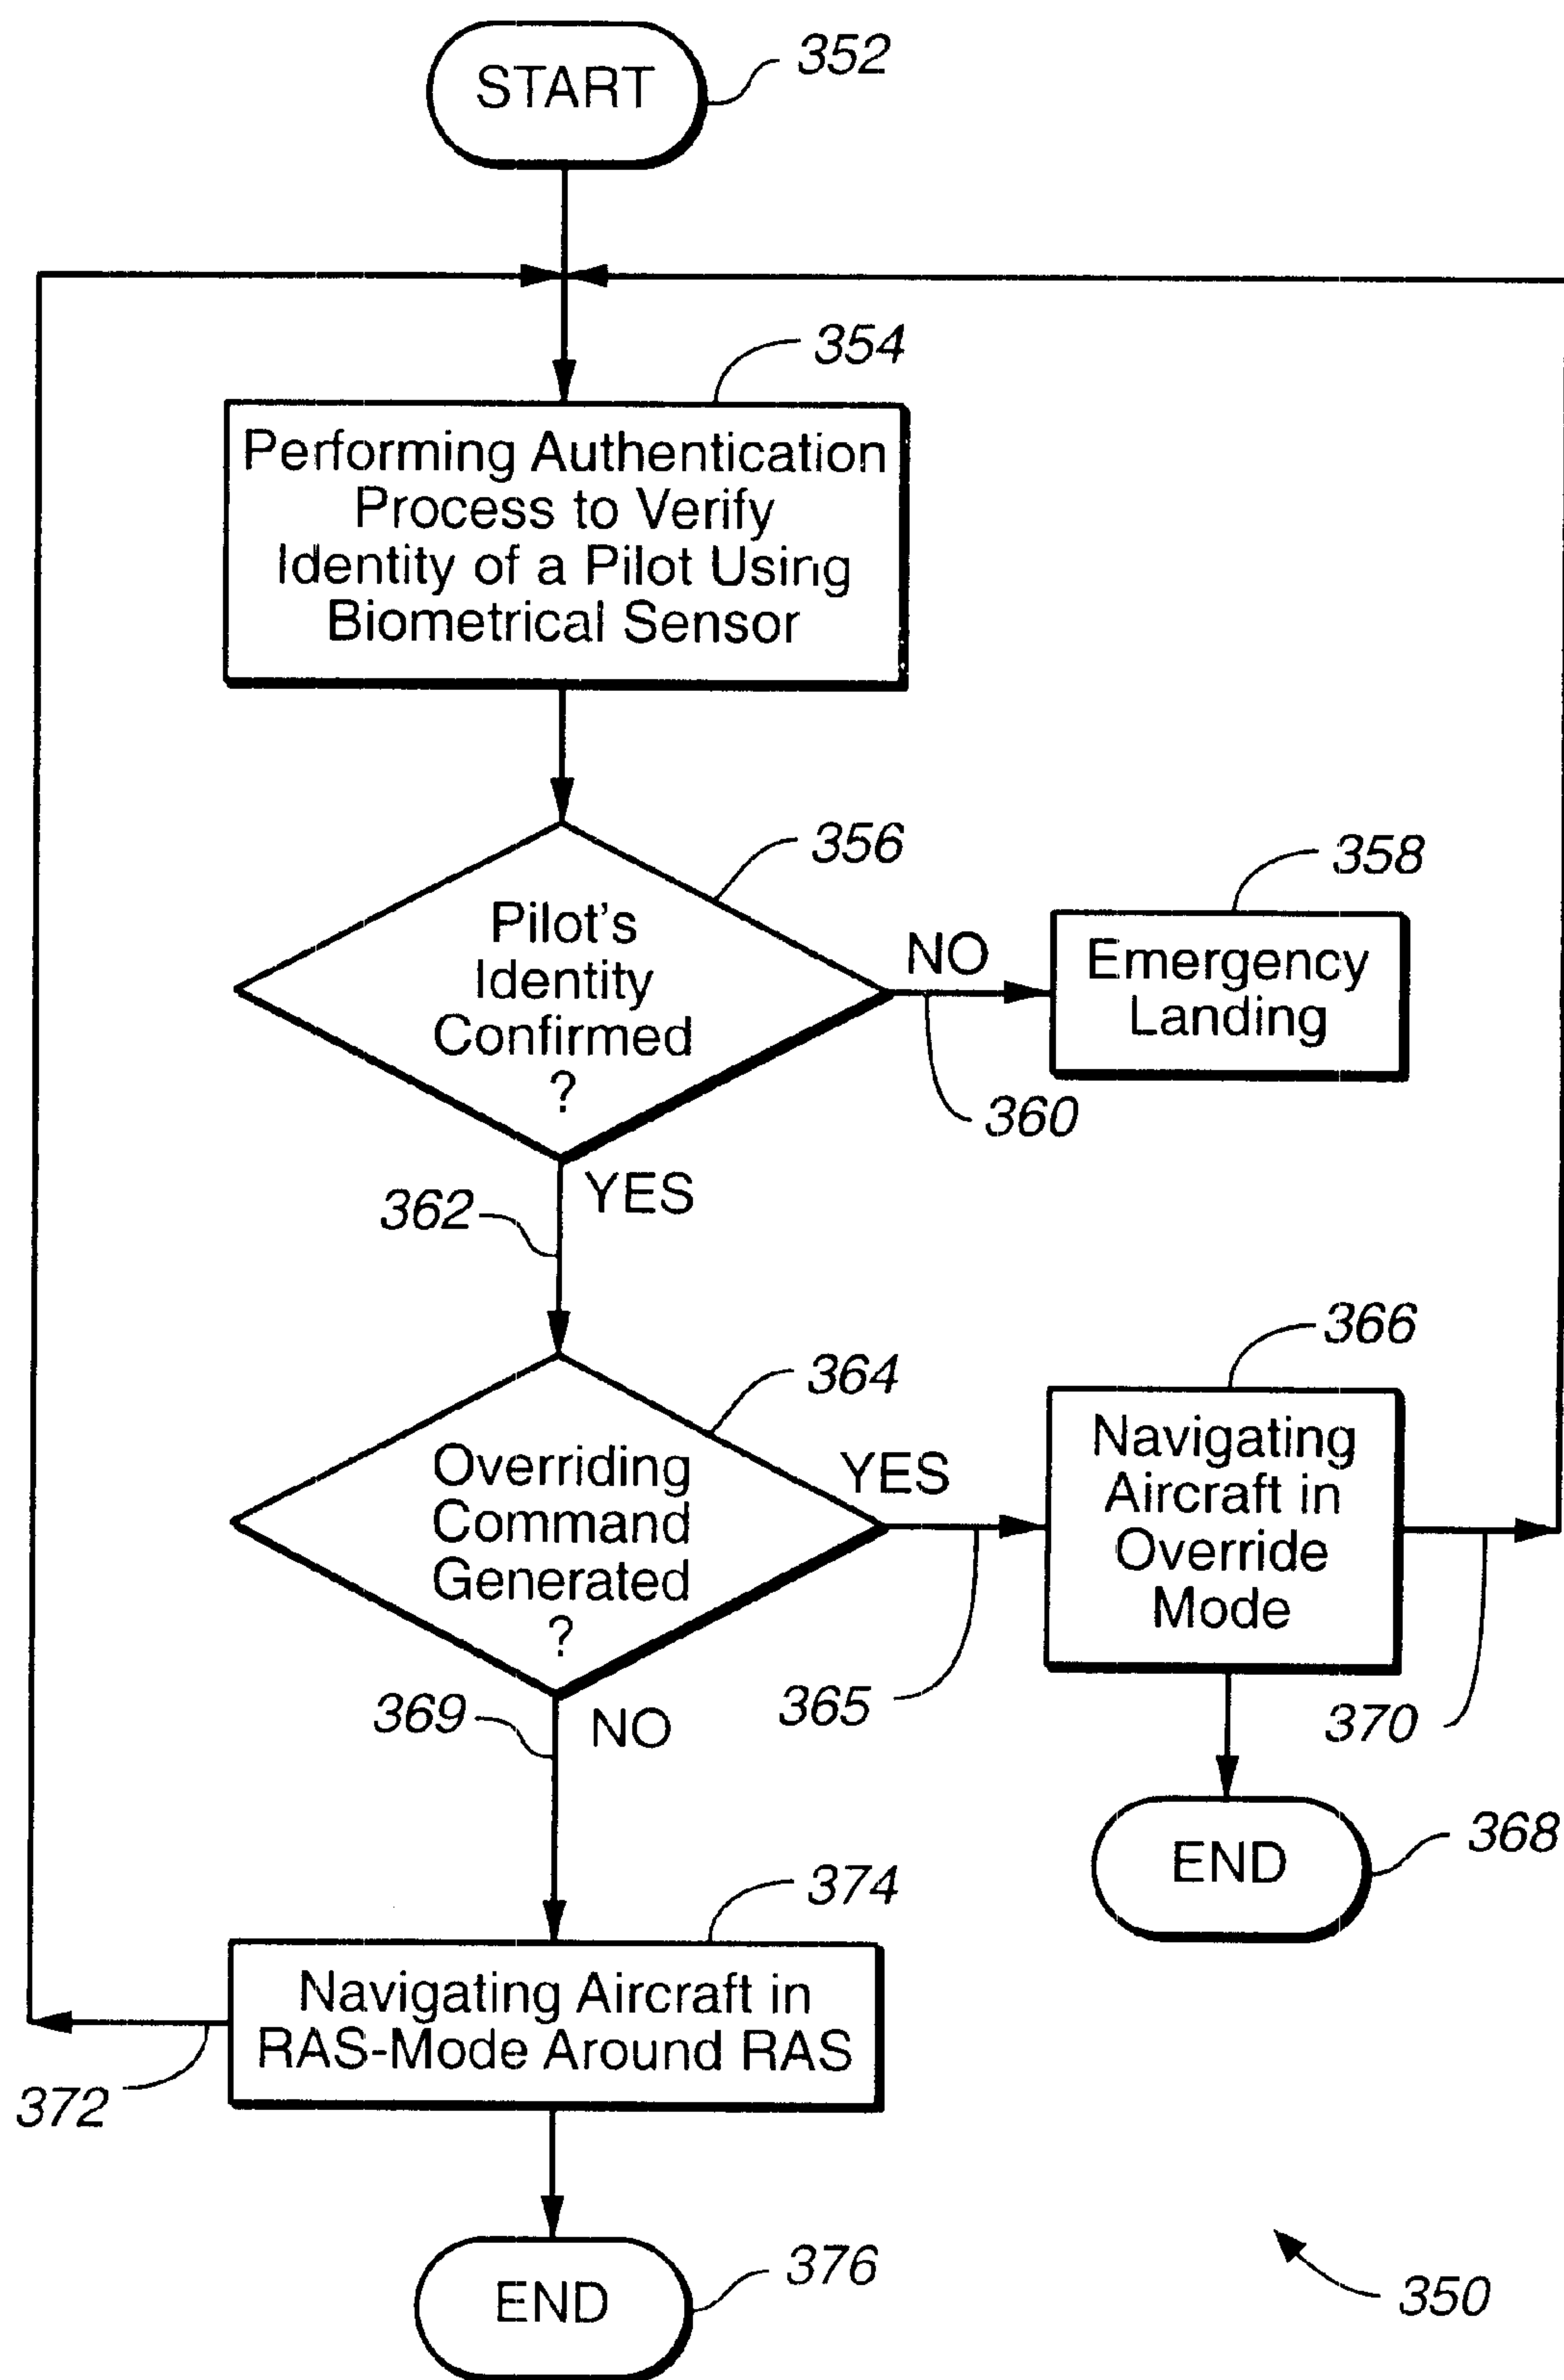 START
352
354
Performing Authentication
Process to Verify
Identity of a Pilot Using
Biometrical Sensor
356
Pilot's
Identity
Confirmed
?
NO
358
Emergency
Landing
360
YES
362
364
Overriding
Command
Generated
?
YES
366
Navigating
Aircraft in
Override
Mode
365
370
369
NO
END
368
374
Navigating Aircraft in
RAS-Mode Around RAS
372
END
376
350